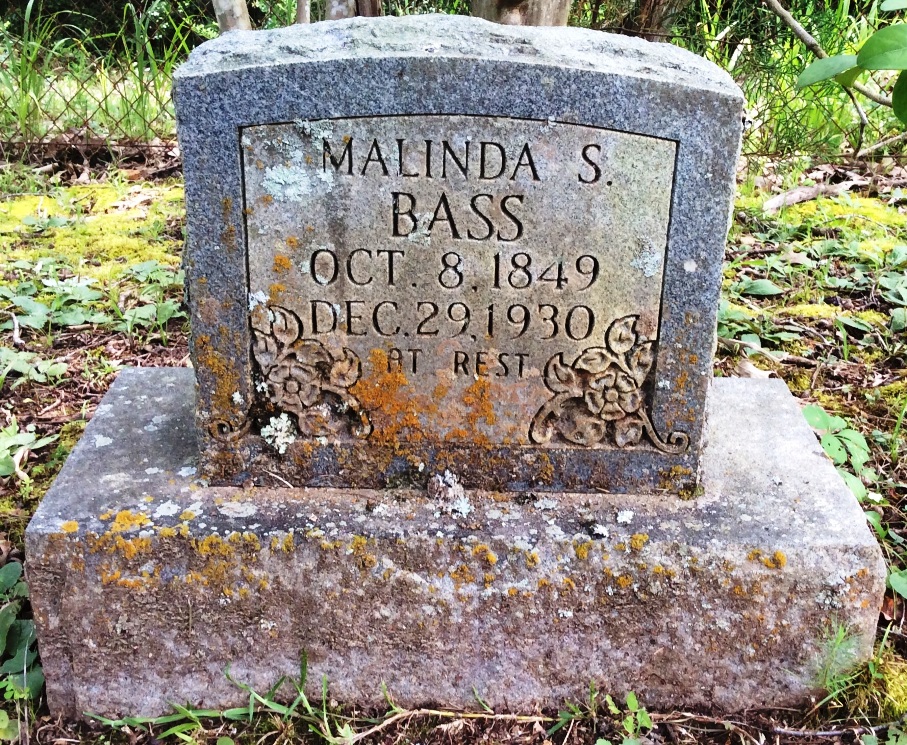 MALINDA S.
BASS
OCT. 8, 1849
DEC. 29, 1930
AT REST